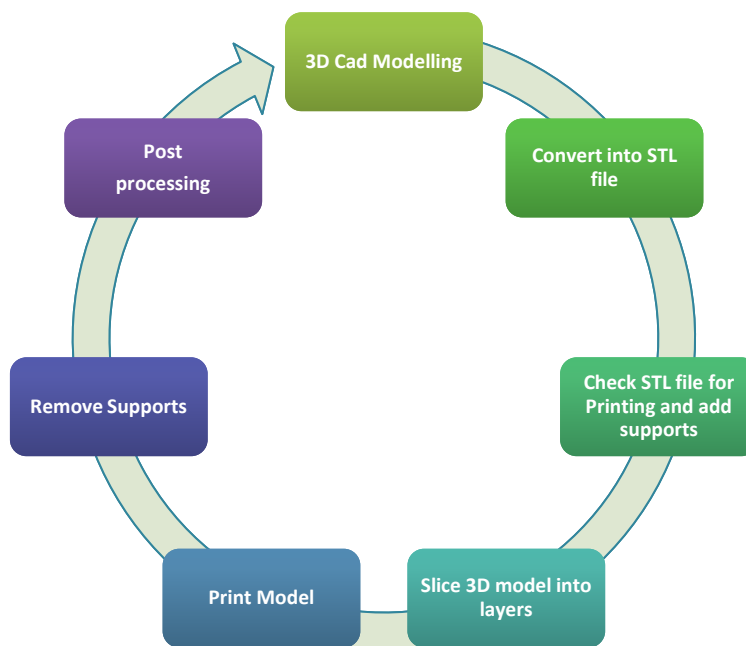 3D Cad Modelling
Convert into STL
file
Check STL file for
Printing and add
supports
Slice 3D model into
layers
Print Model
Remove Supports
Post
processing